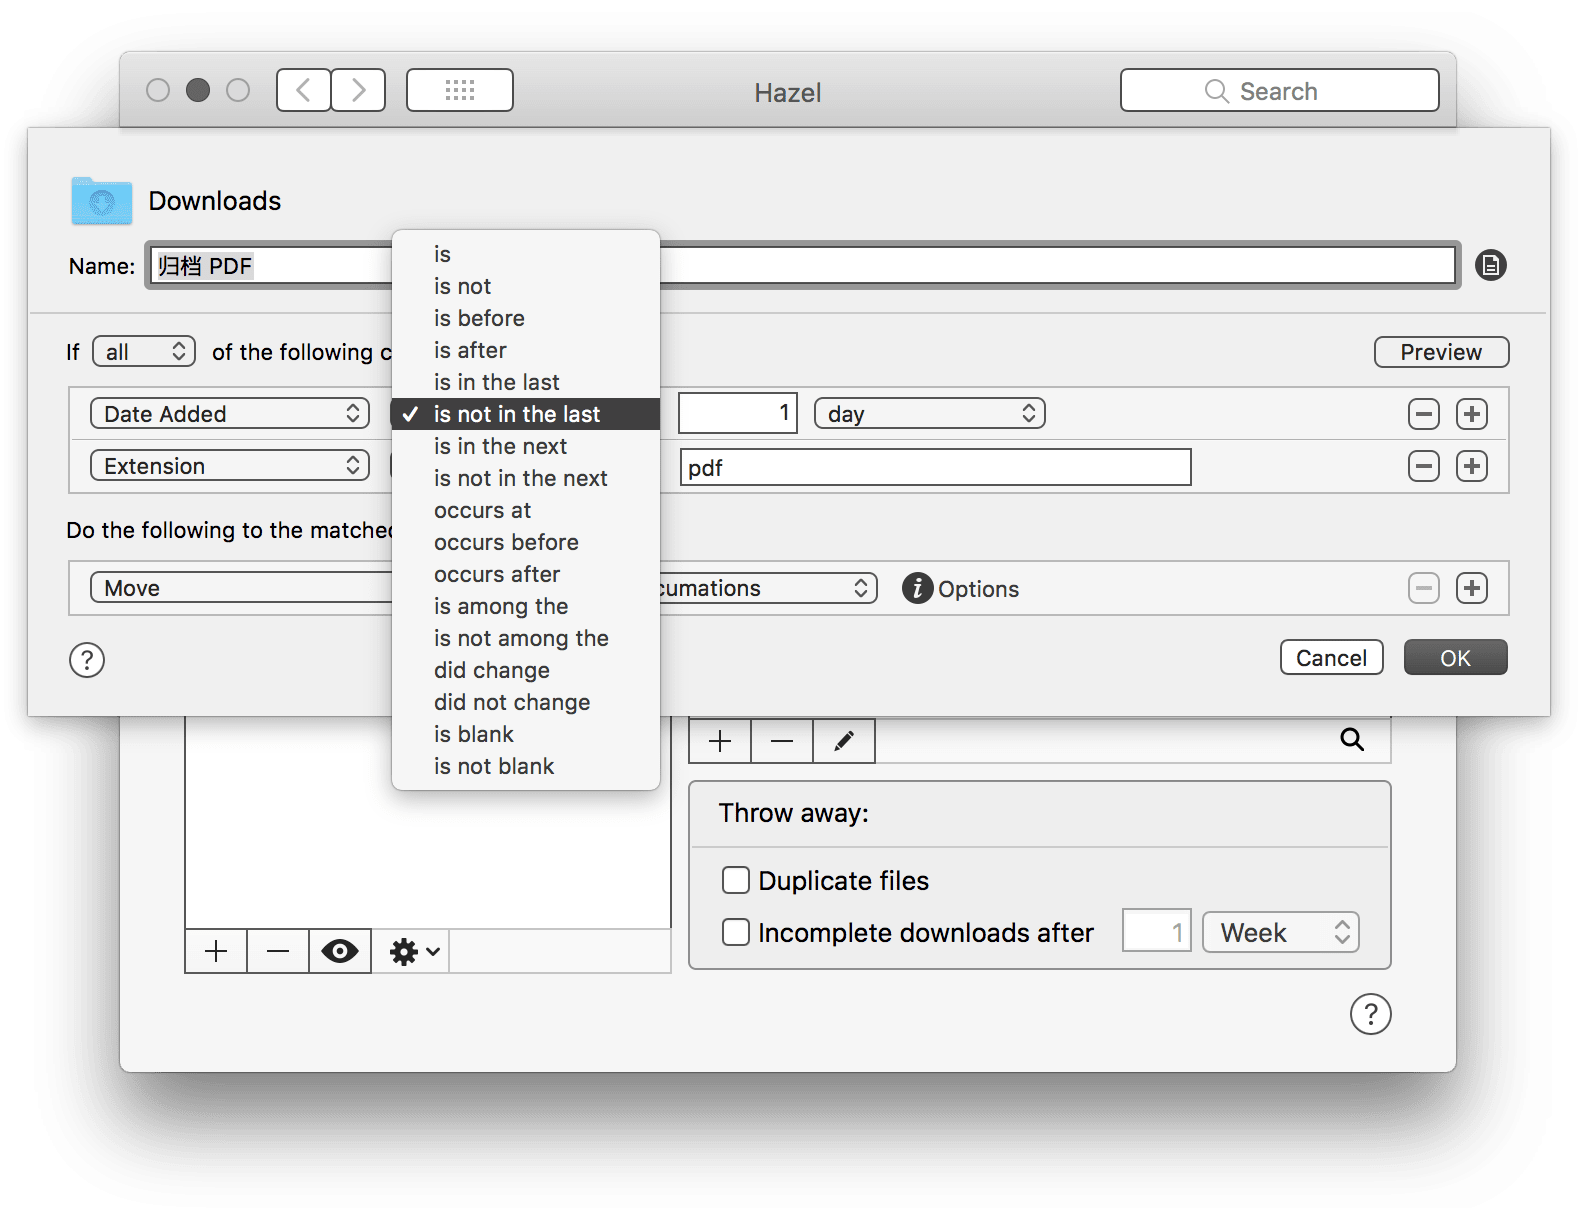 Hazel
Search
Downloads
Name: 归档 PDF
If all of the following c
Preview
Date Added
1
day
Extension
pdf
Do the following to the matche
Move
cumations
Options
?
Cancel
OK
is
is not
is before
is after
is in the last
✓ is not in the last
is in the next
is not in the next
occurs at
occurs before
occurs after
is among the
is not among the
did change
did not change
is blank
is not blank
Throw away:
Duplicate files
Incomplete downloads after 1 Week
?